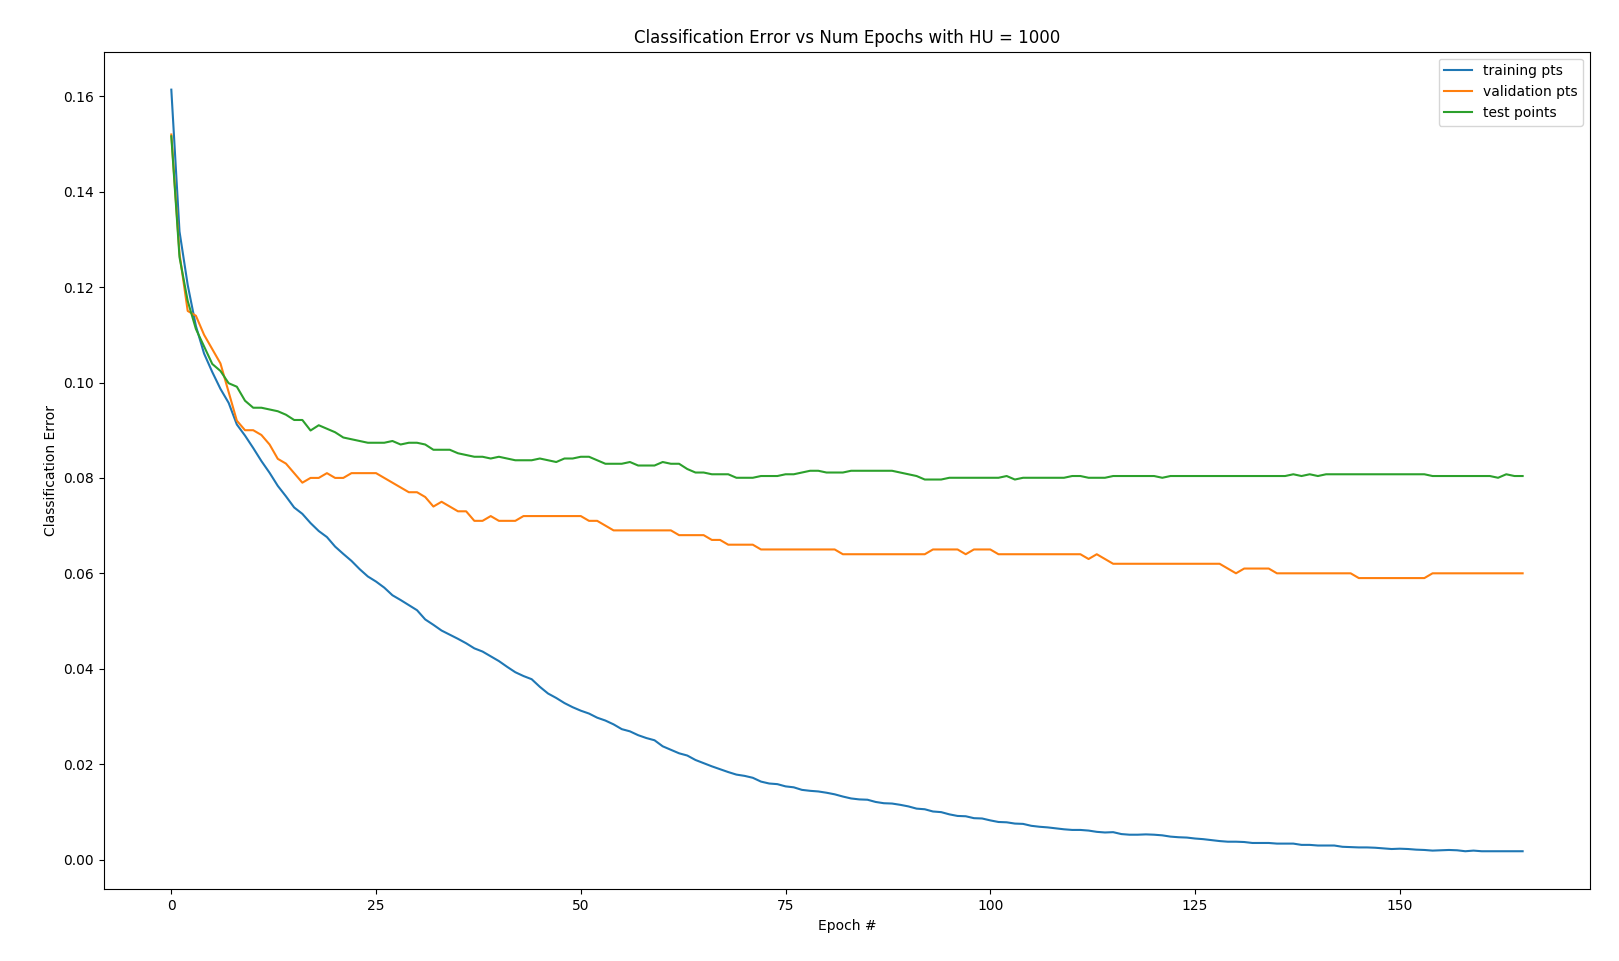 Classification Error vs Num Epochs with HU = 1000
training pts
validation pts
test points
Classification Error
0.16
0.14
0.12
0.10
0.08
0.06
0.04
0.02
0.00
0 25 50 75 100 125 150
Epoch #